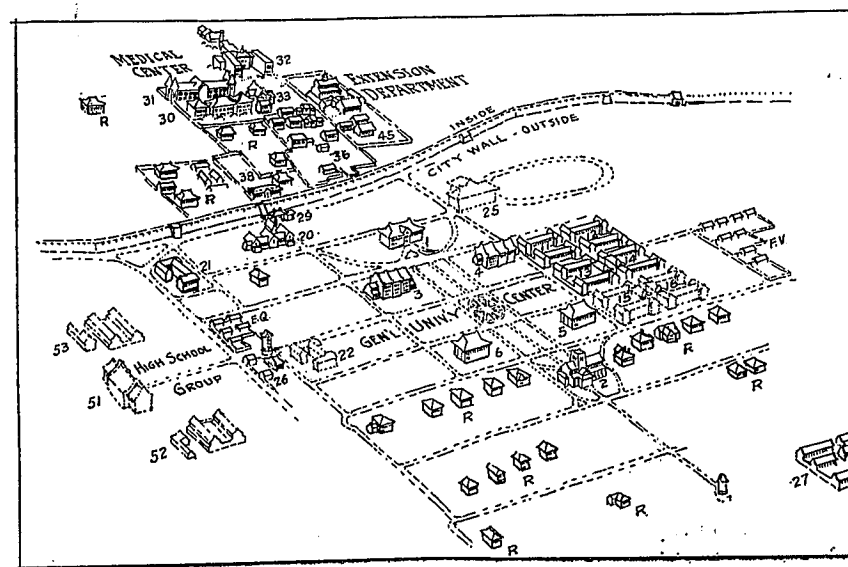 MEDICAL
CENTER
32
EXTENSION
DEPARTMENT
31
33
R
30
R
45
36
INSIDE
CITY WALL - OUTSIDE
38
R
29
25
20
1
21
4
F.V.
3
GEN'L UNIV'Y CENTER
53
F.Q.
5
HIGH SCHOOL
GROUP
22
6
R
51
26
2
R
52
R
27
R
R